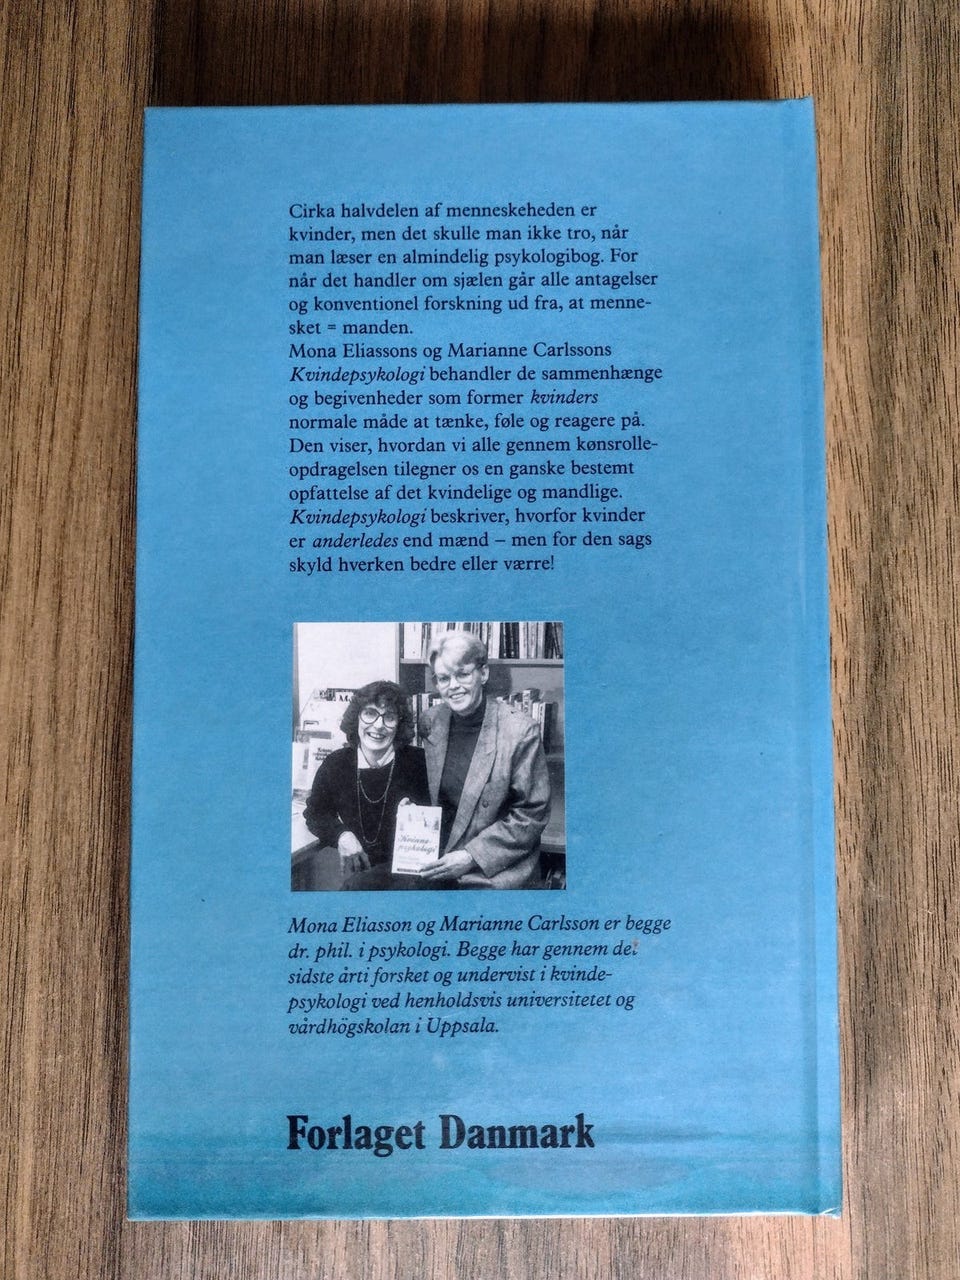 Cirka halvdelen af menneskeheden er
kvinder, men det skulle man ikke tro, når
man læser en almindelig psykologibog. For
når det handler om sjælen går alle antagelser
og konventionel forskning ud fra, at menne-
sket = manden.
Mona Eliassons og Marianne Carlssons
Kvindepsykologi behandler de sammenhænge
og begivenheder som former kvinders
normale måde at tænke, føle og reagere på.
Den viser, hvordan vi alle gennem kønsrolle-
opdragelsen tilegner os en ganske bestemt
opfattelse af det kvindelige og mandlige.
Kvindepsykologi beskriver, hvorfor kvinder
er anderledes end mænd – men for den sags
skyld hverken bedre eller værre!
Kvinno-
psykologi
Mona Eliasson og Marianne Carlsson er begge
dr. phil. i psykologi. Begge har gennem det
sidste årti forsket og undervist i kvinde-
psykologi ved henholdsvis universitetet og
vårdhögskolan i Uppsala.
Forlaget Danmark